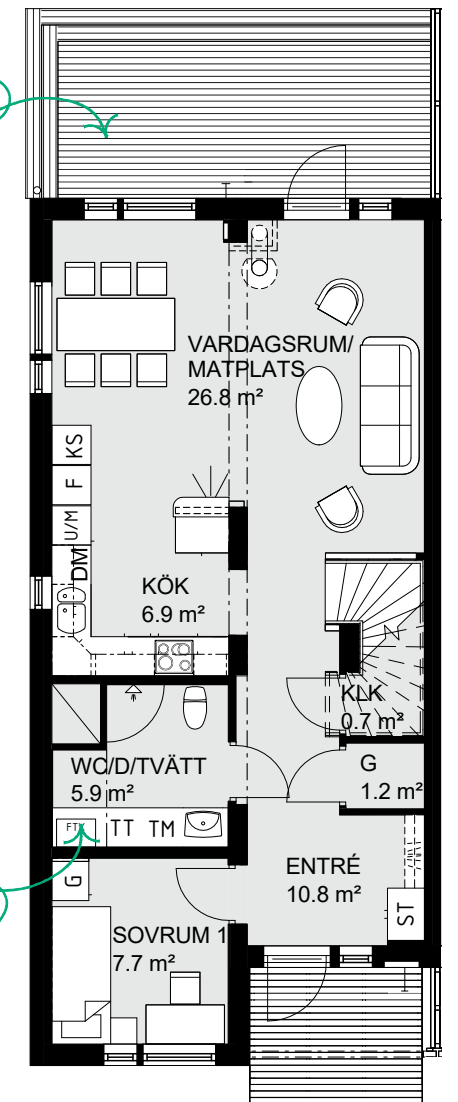 VARDAGSRUM/
MATPLATS
26.8 m²
KS
F
U/M
DM
KÖK
6.9 m²
KLK
0.7 m²
WC/D/TVÄTT
5.9 m²
G
1.2 m²
TT TM
G
ENTRÉ
10.8 m²
ST
SOVRUM 1
7.7 m²